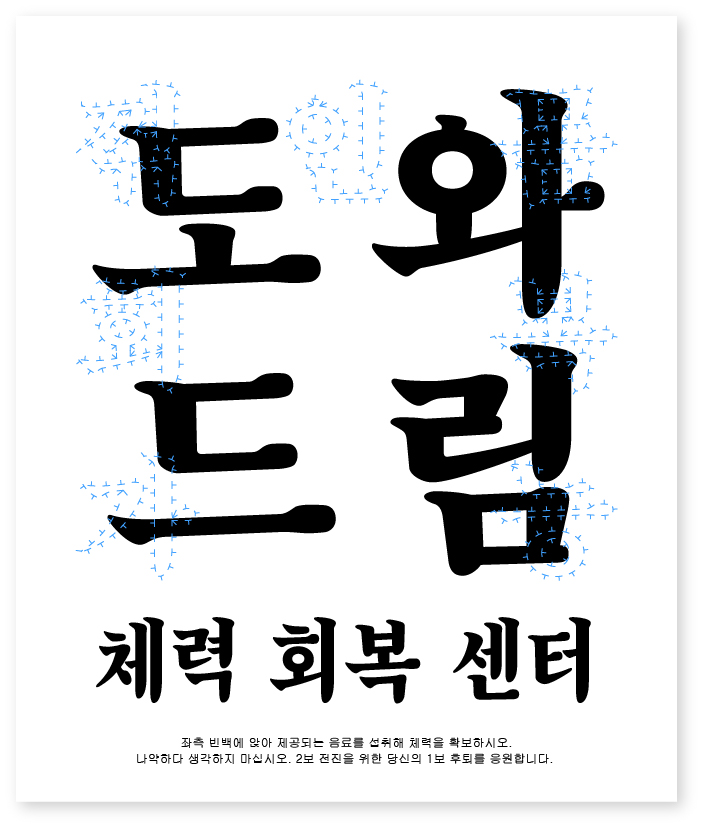 도와
드림
체력 회복 센터
좌측 빈백에 앉아 제공되는 음료를 섭취해 체력을 확보하시오.
나약하다 생각하지 마십시오. 2보 전진을 위한 당신의 1보 후퇴를 응원합니다.